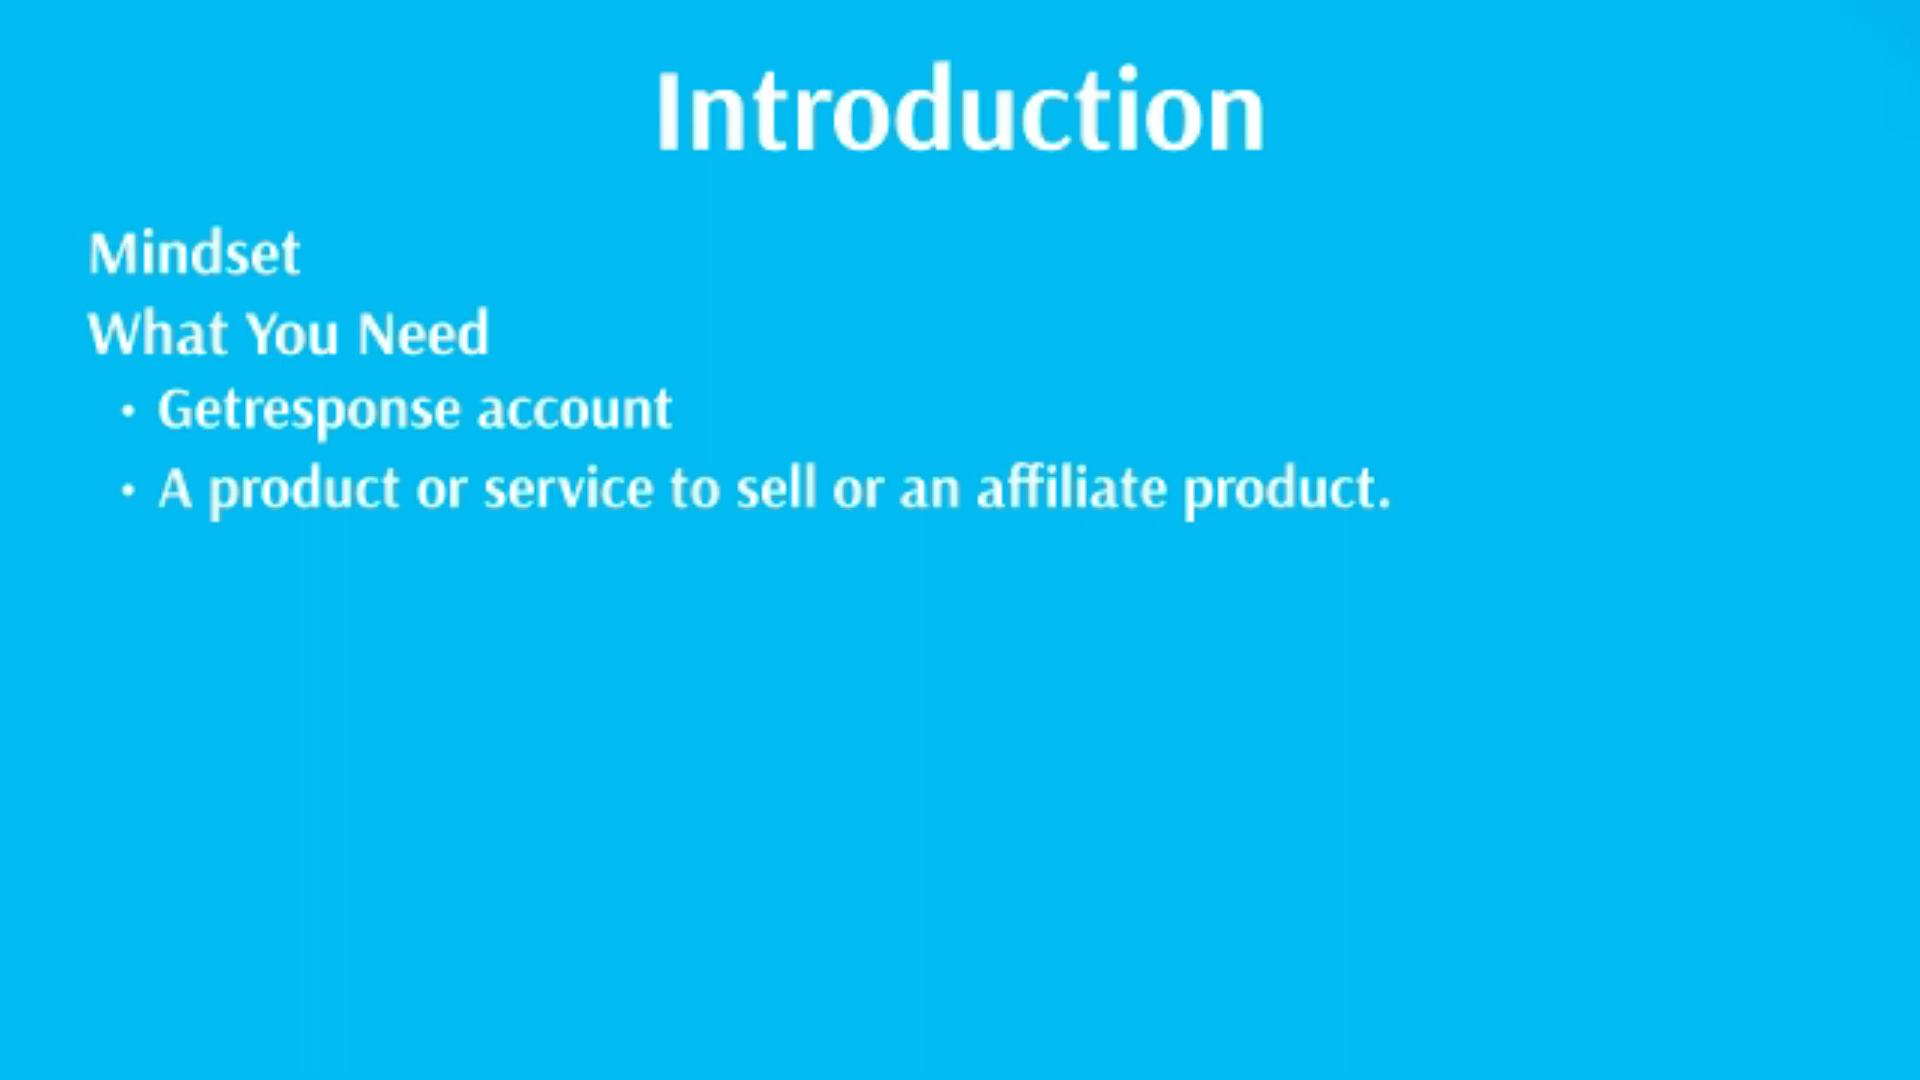 Introduction
Mindset
What You Need
• Getresponse account
• A product or service to sell or an affiliate product.